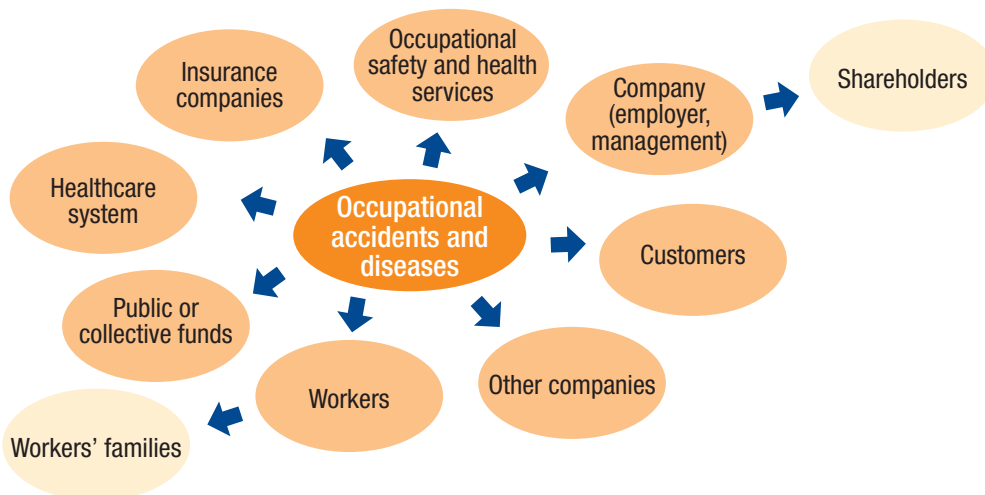 Occupational
safety and health
services
Insurance
companies
Company
(employer,
management)
Shareholders
Healthcare
system
Occupational
accidents and
diseases
Customers
Public or
collective funds
Workers
Other companies
Workers’ families